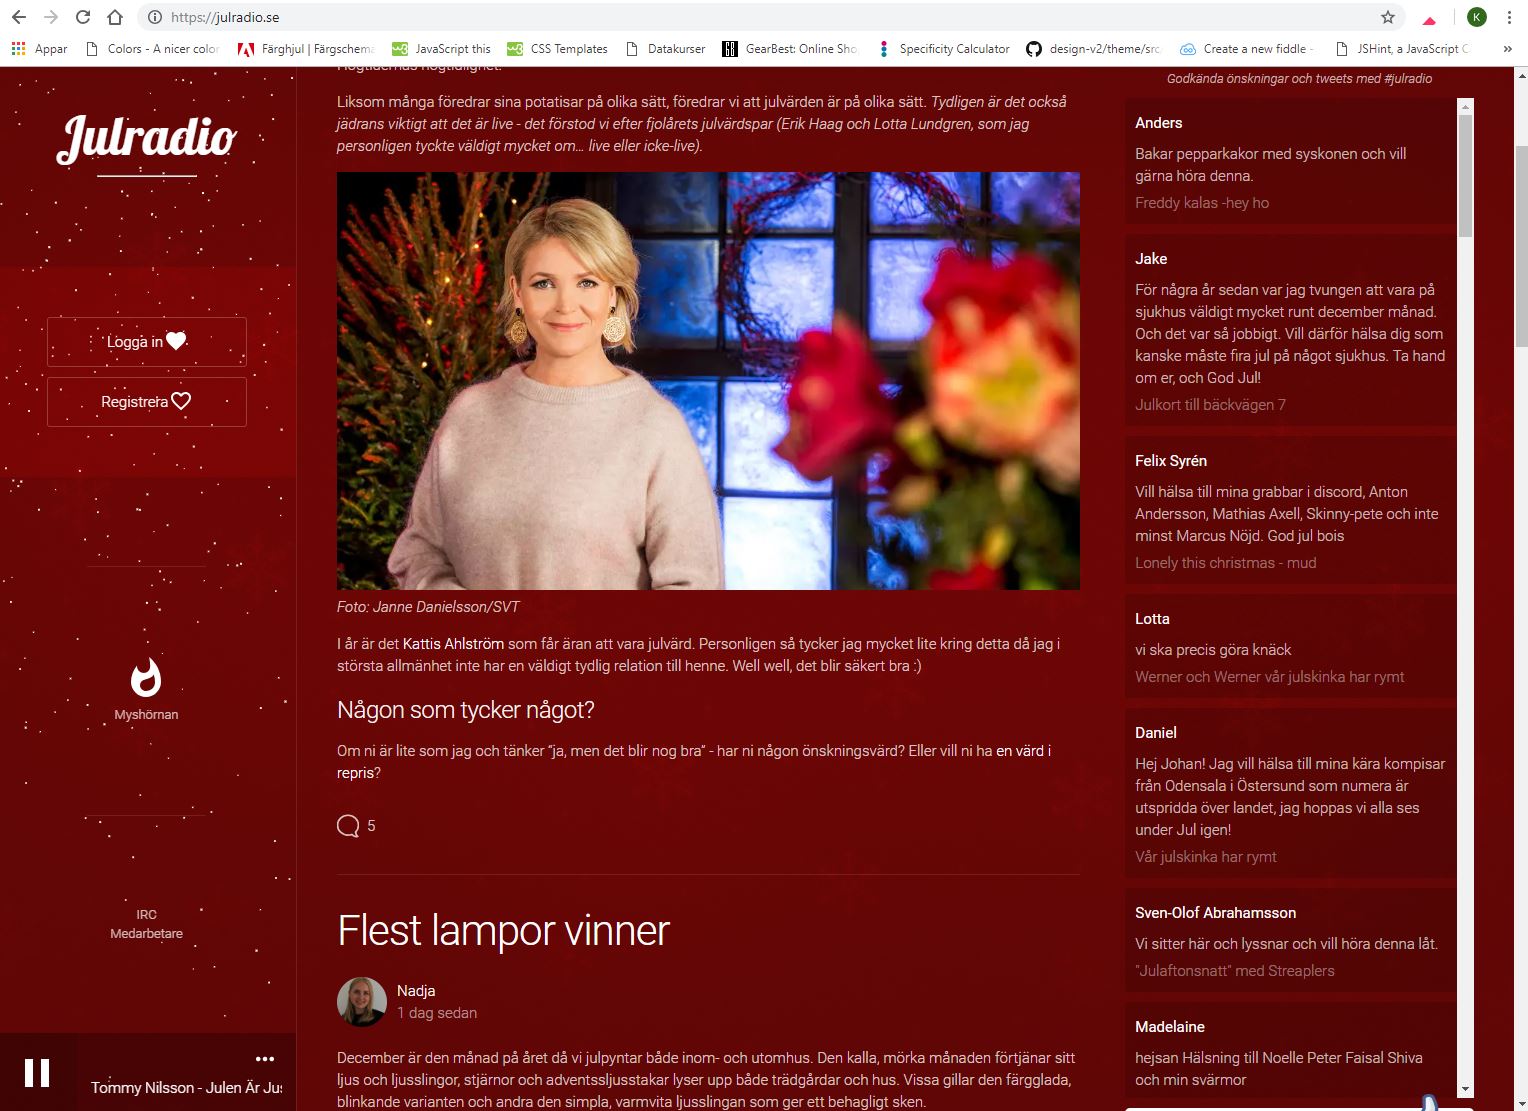 https://julradio.se
K
Appar
Colors - A nicer color
Färghjul | Färgschema
JavaScript this
CSS Templates
Datakurser
GearBest: Online Sho
Specificity Calculator
design-v2/theme/src
Create a new fiddle -
JSHint, a JavaScript C
»
Julradio
Logga in
Registrera
Myshörnan
IRC
Medarbetare
Tommy Nilsson - Julen Är Jus
Högtidernas högtidlighet.
Liksom många föredrar sina potatisar på olika sätt, föredrar vi att julvärden är på olika sätt. Tydligen är det också
jädrans viktigt att det är live - det förstod vi efter fjolårets julvärdspar (Erik Haag och Lotta Lundgren, som jag
personligen tyckte väldigt mycket om… live eller icke-live).
Foto: Janne Danielsson/SVT
I år är det Kattis Ahlström som får äran att vara julvärd. Personligen så tycker jag mycket lite kring detta då jag i
största allmänhet inte har en väldigt tydlig relation till henne. Well well, det blir säkert bra :)
Någon som tycker något?
Om ni är lite som jag och tänker “ja, men det blir nog bra” - har ni någon önskningsvärd? Eller vill ni ha en värd i
repris?
5
Flest lampor vinner
Nadja
1 dag sedan
December är den månad på året då vi julpyntar både inom- och utomhus. Den kalla, mörka månaden förtjänar sitt
ljus och ljusslingor, stjärnor och adventssljusstakar lyser upp både trädgårdar och hus. Vissa gillar den färgglada,
blinkande varianten och andra den simpla, varmvita ljusslingan som ger ett behagligt sken.
Godkända önskningar och tweets med #julradio
Anders
Bakar pepparkakor med syskonen och vill
gärna höra denna.
Freddy kalas -hey ho
Jake
För några år sedan var jag tvungen att vara på
sjukhus väldigt mycket runt december månad.
Och det var så jobbigt. Vill därför hälsa dig som
kanske måste fira jul på något sjukhus. Ta hand
om er, och God Jul!
Julkort till bäckvägen 7
Felix Syrén
Vill hälsa till mina grabbar i discord, Anton
Andersson, Mathias Axell, Skinny-pete och inte
minst Marcus Nöjd. God jul bois
Lonely this christmas - mud
Lotta
vi ska precis göra knäck
Werner och Werner vår julskinka har rymt
Daniel
Hej Johan! Jag vill hälsa till mina kära kompisar
från Odensala i Östersund som numera är
utspridda över landet, jag hoppas vi alla ses
under Jul igen!
Vår julskinka har rymt
Sven-Olof Abrahamsson
Vi sitter här och lyssnar och vill höra denna låt.
"Julaftonsnatt" med Streaplers
Madelaine
hejsan Hälsning till Noelle Peter Faisal Shiva
och min svärmor